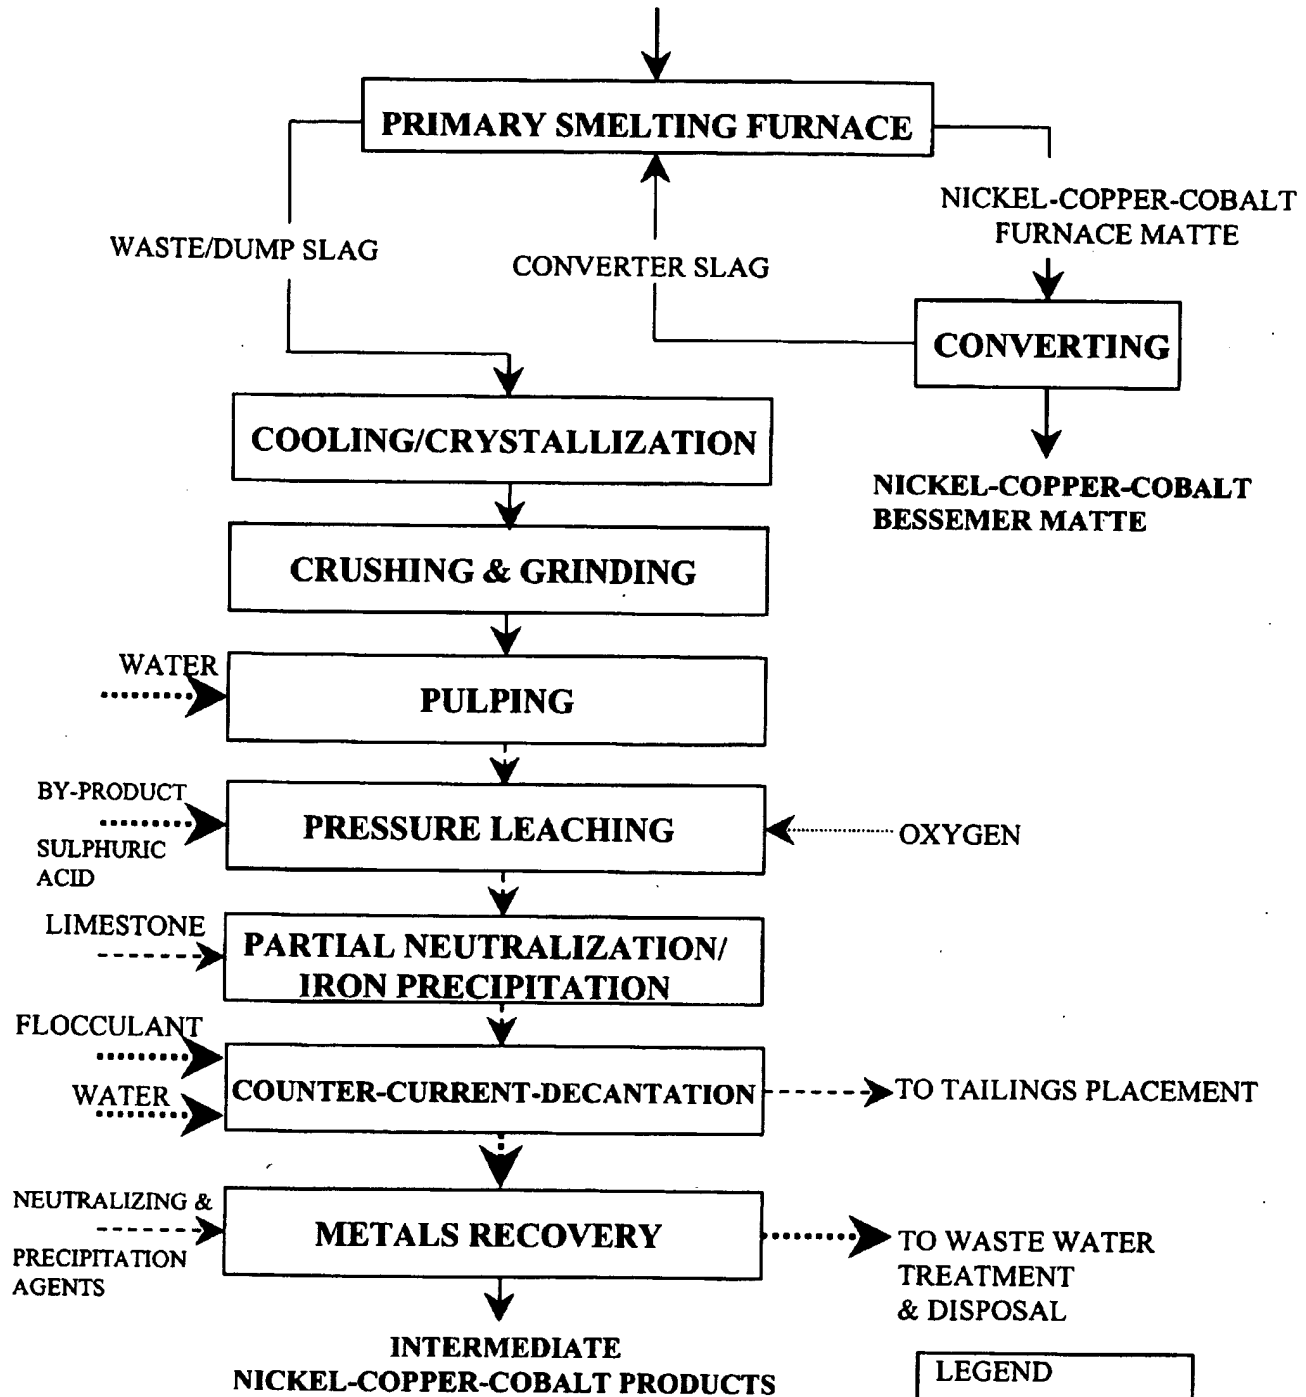 PRIMARY SMELTING FURNACE
NICKEL-COPPER-COBALT
FURNACE MATTE
WASTE/DUMP SLAG
CONVERTER SLAG
CONVERTING
COOLING/CRYSTALLIZATION
NICKEL-COPPER-COBALT
BESSEMER MATTE
CRUSHING & GRINDING
WATER
PULPING
BY-PRODUCT
SULPHURIC
ACID
PRESSURE LEACHING
OXYGEN
LIMESTONE
PARTIAL NEUTRALIZATION/
IRON PRECIPITATION
FLOCCULANT
WATER
COUNTER-CURRENT-DECANTATION
TO TAILINGS PLACEMENT
NEUTRALIZING &
PRECIPITATION
AGENTS
METALS RECOVERY
TO WASTE WATER
TREATMENT
& DISPOSAL
INTERMEDIATE
NICKEL-COPPER-COBALT PRODUCTS
LEGEND